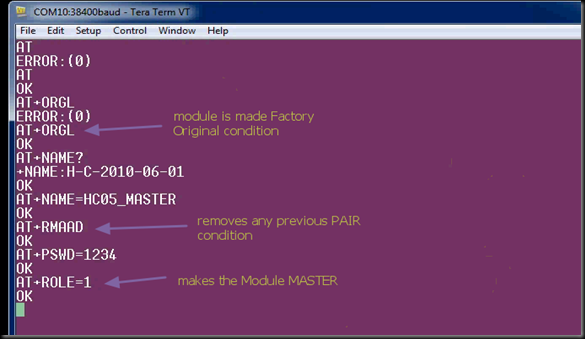 COM10:38400baud - Tera Term VT
File Edit Setup Control Window Help
AT
ERROR:(0)
AT
OK
AT+ORGL
ERROR:(0)
AT+ORGL
OK
AT+NAME?
+NAME:H-C-2010-06-01
OK
AT+NAME=HC05_MASTER
OK
AT+RMAAD
OK
AT+PSWD=1234
OK
AT+ROLE=1
OK
module is made Factory
Original condition
removes any previous PAIR
condition
makes the Module MASTER